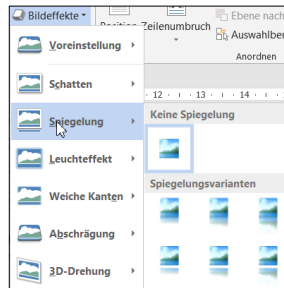 Bildeffekte
Position Zeilenumbruch
Ebene nach
Auswahlber
Anordnen
Voreinstellung
Schatten
Spiegelung
Leuchteffekt
Weiche Kanten
Abschrägung
3D-Drehung
12 · 13 · 14 ·
Keine Spiegelung
Spiegelungsvarianten